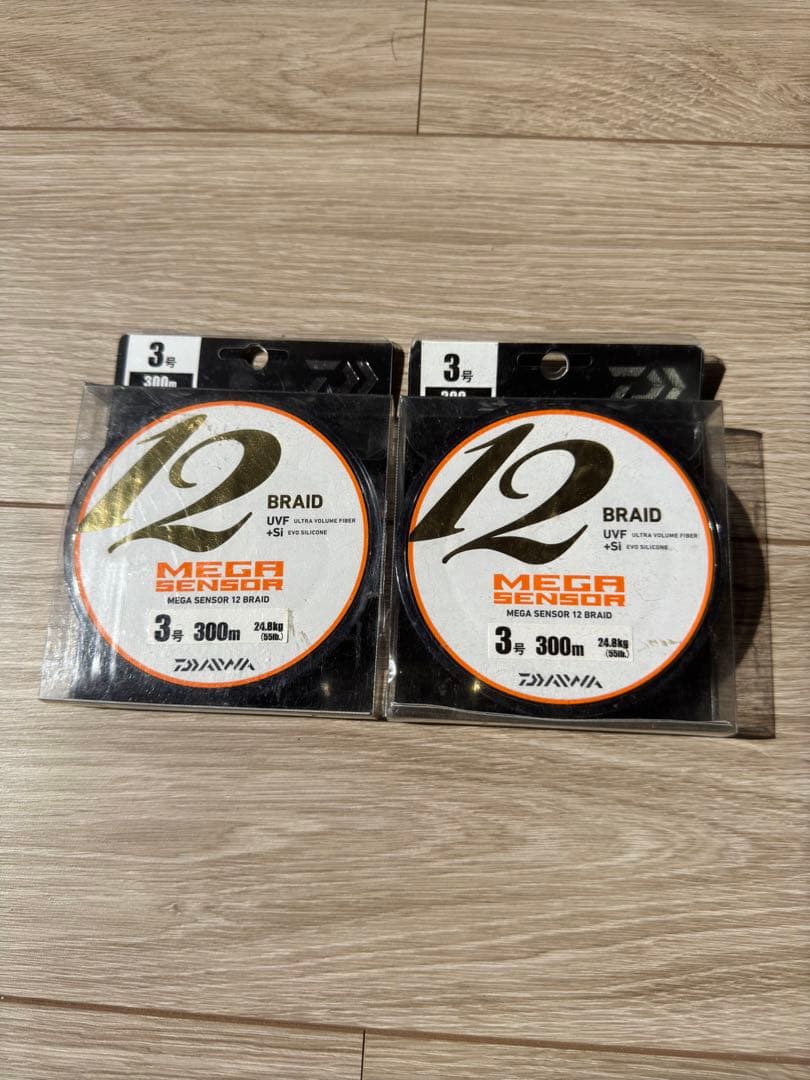 3号
300m
12
BRAID
UVF ULTRA VOLUME FIBER
+Si EVO SILICONE
MEGA
SENSOR
MEGA SENSOR 12 BRAID
3号 300m 24.8kg
(55lb.)
DAIWA
3号
300
12
BRAID
UVF ULTRA VOLUME FIBER
+Si EVO SILICONE
MEGA
SENSOR
MEGA SENSOR 12 BRAID
3号 300m 24.8kg
(55lb.)
DAIWA